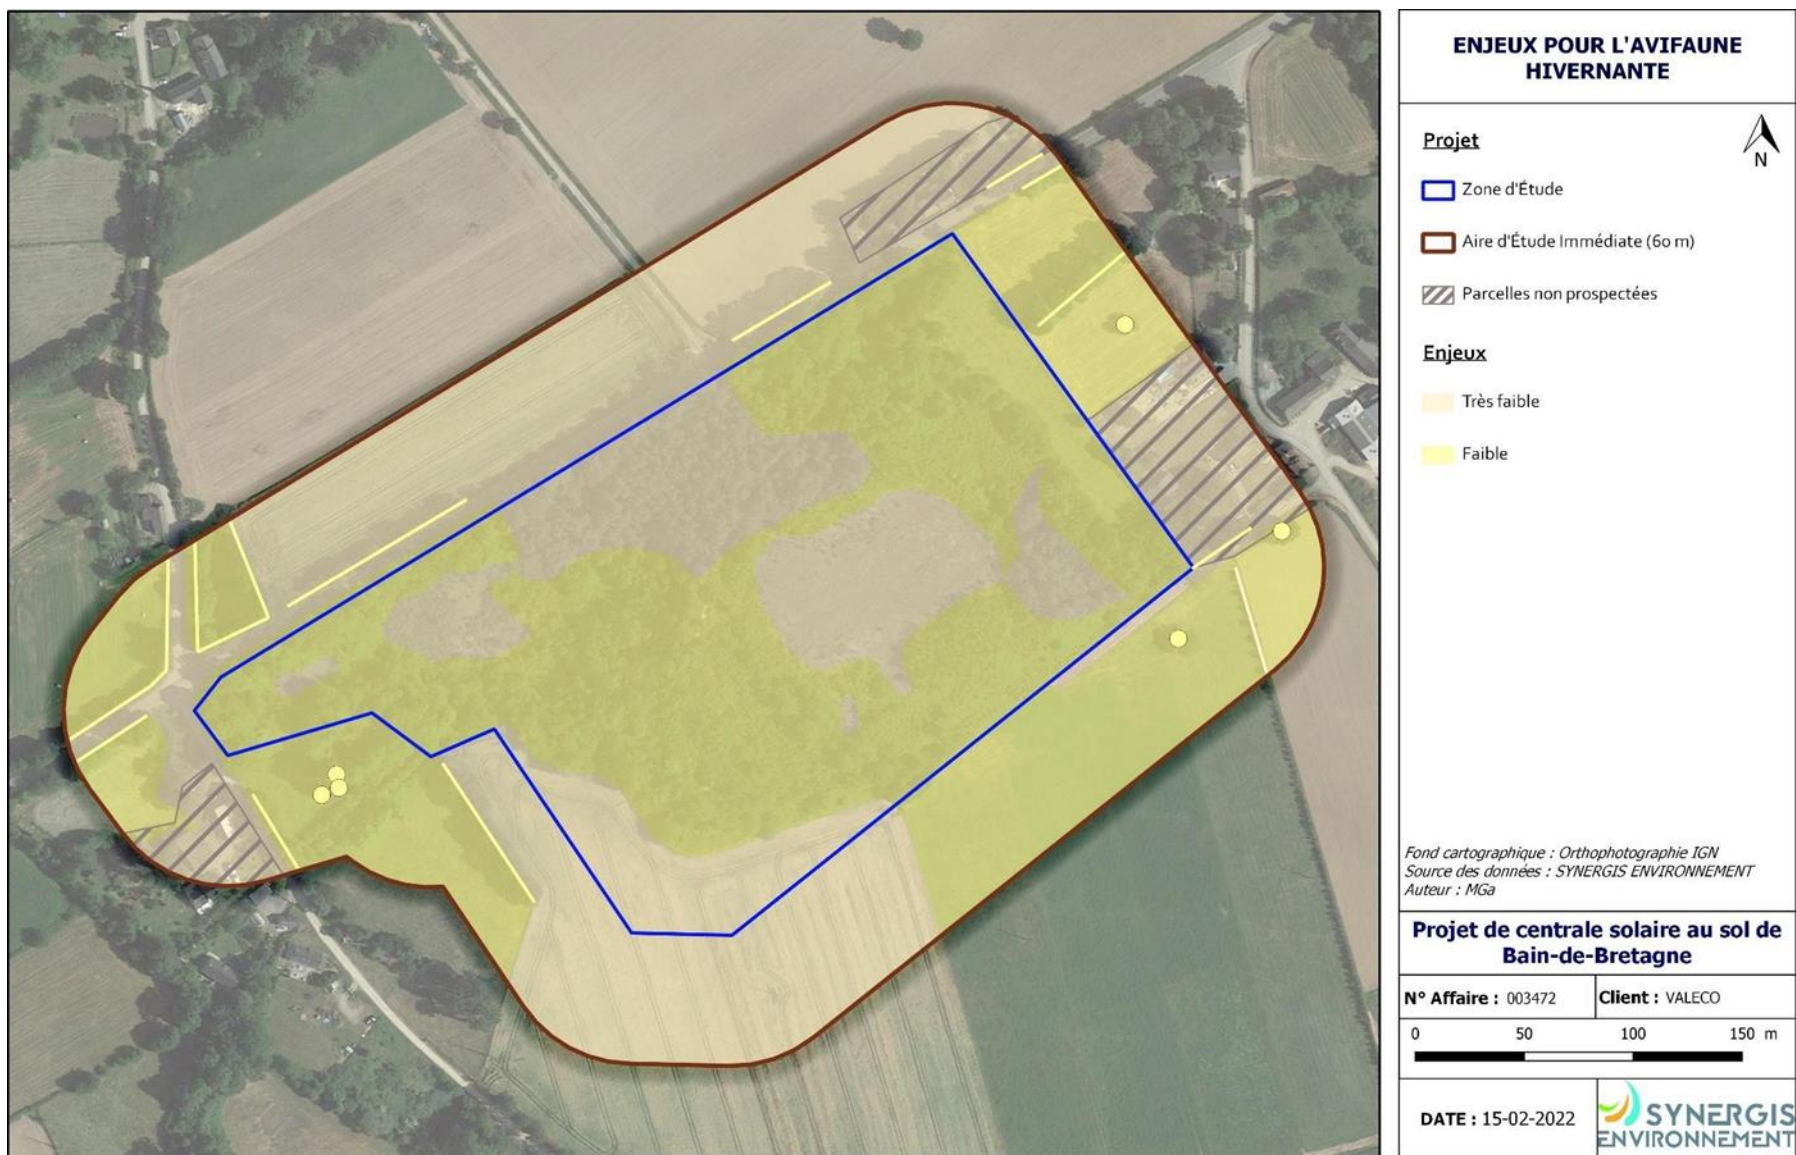 ENJEUX POUR L'AVIFAUNE
HIVERNANTE
Projet
N
Zone d'Étude
Aire d'Étude Immédiate (60 m)
Parcelles non prospectées
Enjeux
Très faible
Faible
Fond cartographique : Orthophotographie IGN
Source des données : SYNERGIS ENVIRONNEMENT
Auteur : MGa
Projet de centrale solaire au sol de
Bain-de-Bretagne
N° Affaire : 003472
Client : VALECO
0 50 100 150 m
DATE : 15-02-2022
SYNERGIS
ENVIRONNEMENT